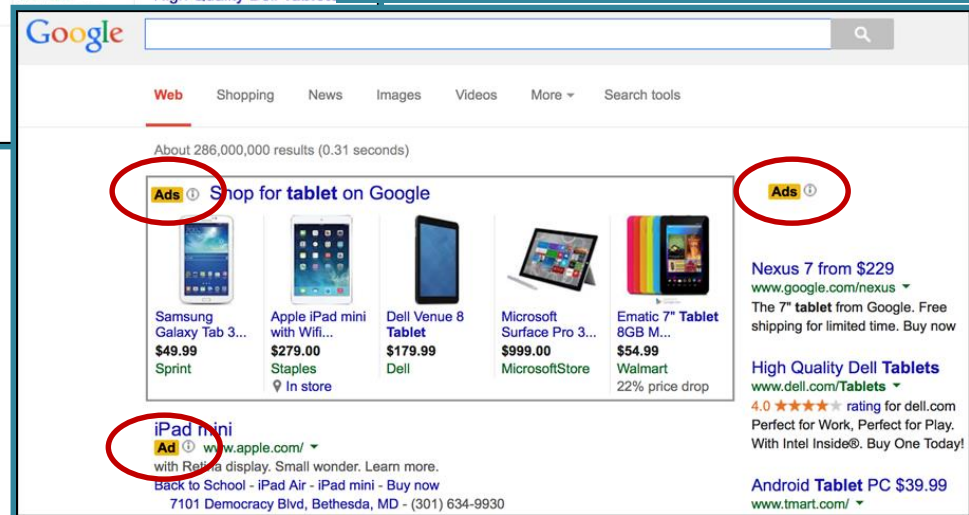 High Quality Dell Tablets
Google
Web Shopping News Images Videos More Search tools
About 286,000,000 results (0.31 seconds)
Ads Shop for tablet on Google
Samsung Galaxy Tab 3...
$49.99
Sprint
Apple iPad mini with Wifi...
$279.00
Staples
In store
Dell Venue 8 Tablet
$179.99
Dell
Microsoft Surface Pro 3...
$999.00
MicrosoftStore
Ematic 7" Tablet 8GB M...
$54.99
Walmart
22% price drop
iPad mini
Ad www.apple.com/
with Retina display. Small wonder. Learn more.
Back to School - iPad Air - iPad mini - Buy now
7101 Democracy Blvd, Bethesda, MD - (301) 634-9930
Ads
Nexus 7 from $229
www.google.com/nexus
The 7" tablet from Google. Free
shipping for limited time. Buy now
High Quality Dell Tablets
www.dell.com/Tablets
4.0 ★★★★★ rating for dell.com
Perfect for Work, Perfect for Play.
With Intel Inside®. Buy One Today!
Android Tablet PC $39.99
www.tmart.com/